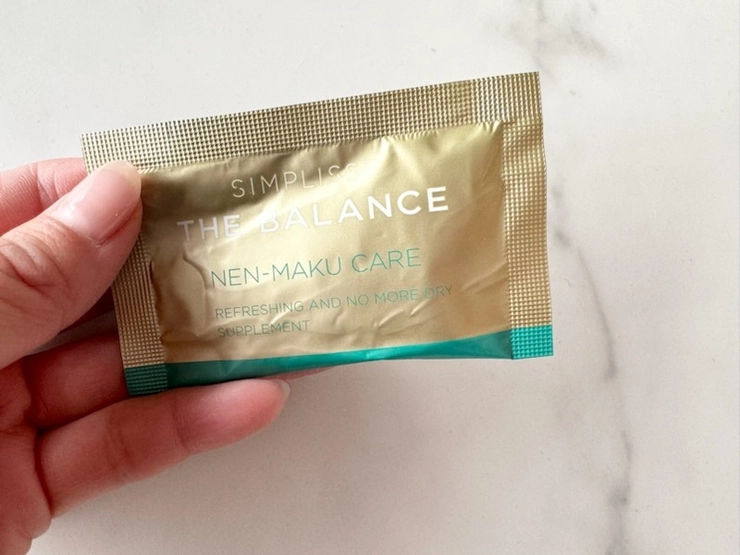 SIMPLISSE
THE BALANCE
NEN-MAKU CARE
REFRESHING AND NO MORE DRY
SUPPLEMENT